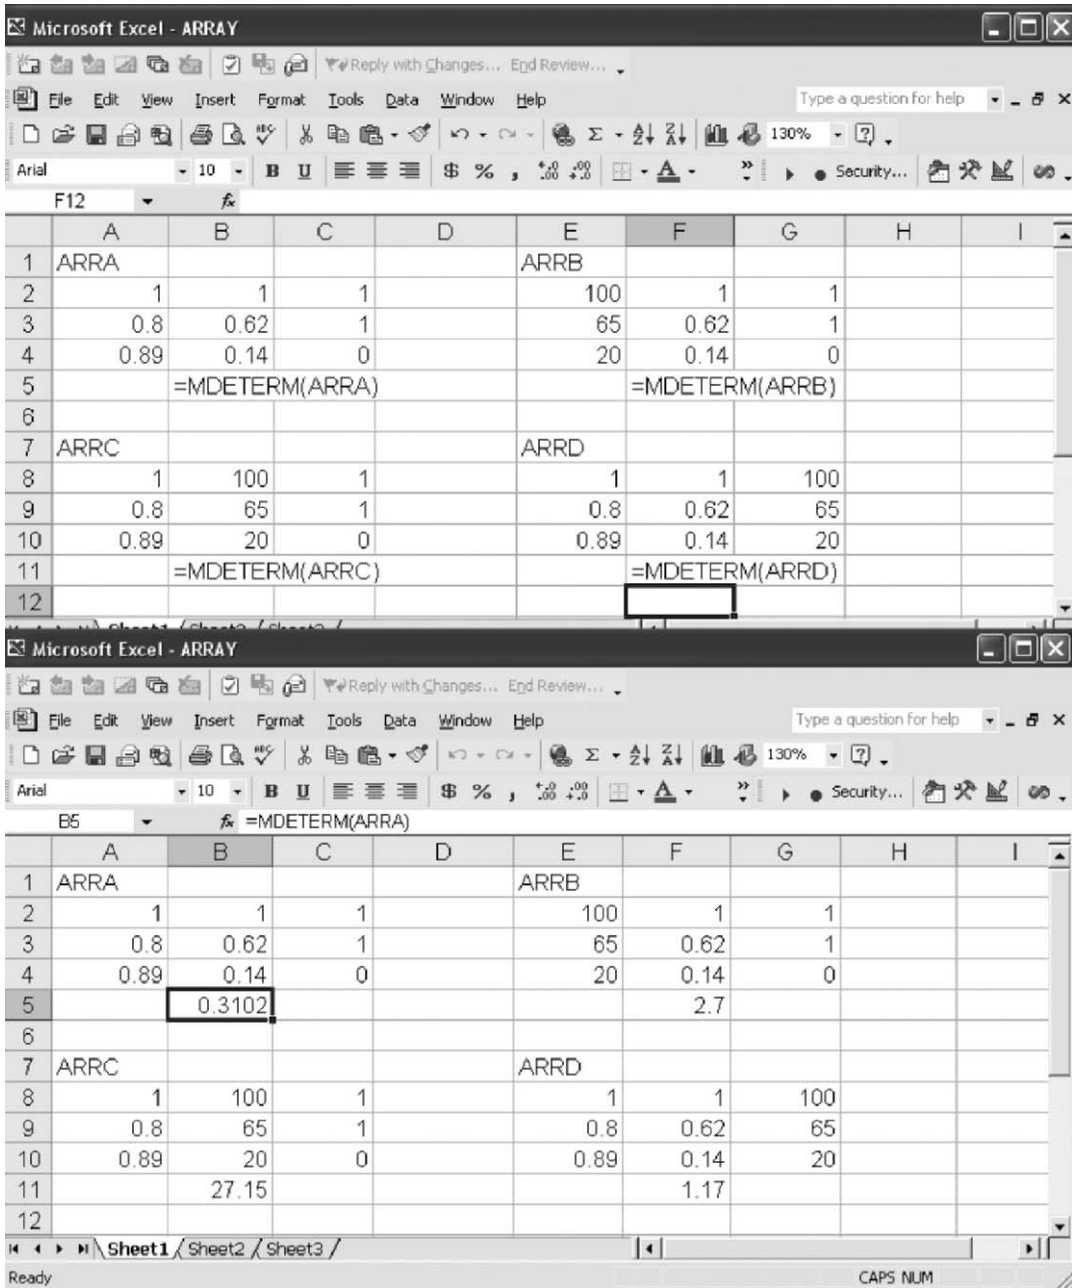 Microsoft Excel - ARRAY
Reply with Changes... End Review...
File Edit View Insert Format Tools Data Window Help Type a question for help
Σ 130%
Arial 10 B U $ % , Security...
F12 fx
A B C D E F G H I
1 ARRA ARRB
2 1 1 1 100 1 1
3 0.8 0.62 1 65 0.62 1
4 0.89 0.14 0 20 0.14 0
5 =MDETERM(ARRA) =MDETERM(ARRB)
6
7 ARRC ARRD
8 1 100 1 1 1 100
9 0.8 65 1 0.8 0.62 65
10 0.89 20 0 0.89 0.14 20
11 =MDETERM(ARRC) =MDETERM(ARRD)
12
Sheet1 / Sheet2 / Sheet3 /
Microsoft Excel - ARRAY
Reply with Changes... End Review...
File Edit View Insert Format Tools Data Window Help Type a question for help
Σ 130%
Arial 10 B U $ % , Security...
B5 fx =MDETERM(ARRA)
A B C D E F G H I
1 ARRA ARRB
2 1 1 1 100 1 1
3 0.8 0.62 1 65 0.62 1
4 0.89 0.14 0 20 0.14 0
5 0.3102 2.7
6
7 ARRC ARRD
8 1 100 1 1 1 100
9 0.8 65 1 0.8 0.62 65
10 0.89 20 0 0.89 0.14 20
11 27.15 1.17
12
Sheet1 / Sheet2 / Sheet3 /
Ready CAPS NUM